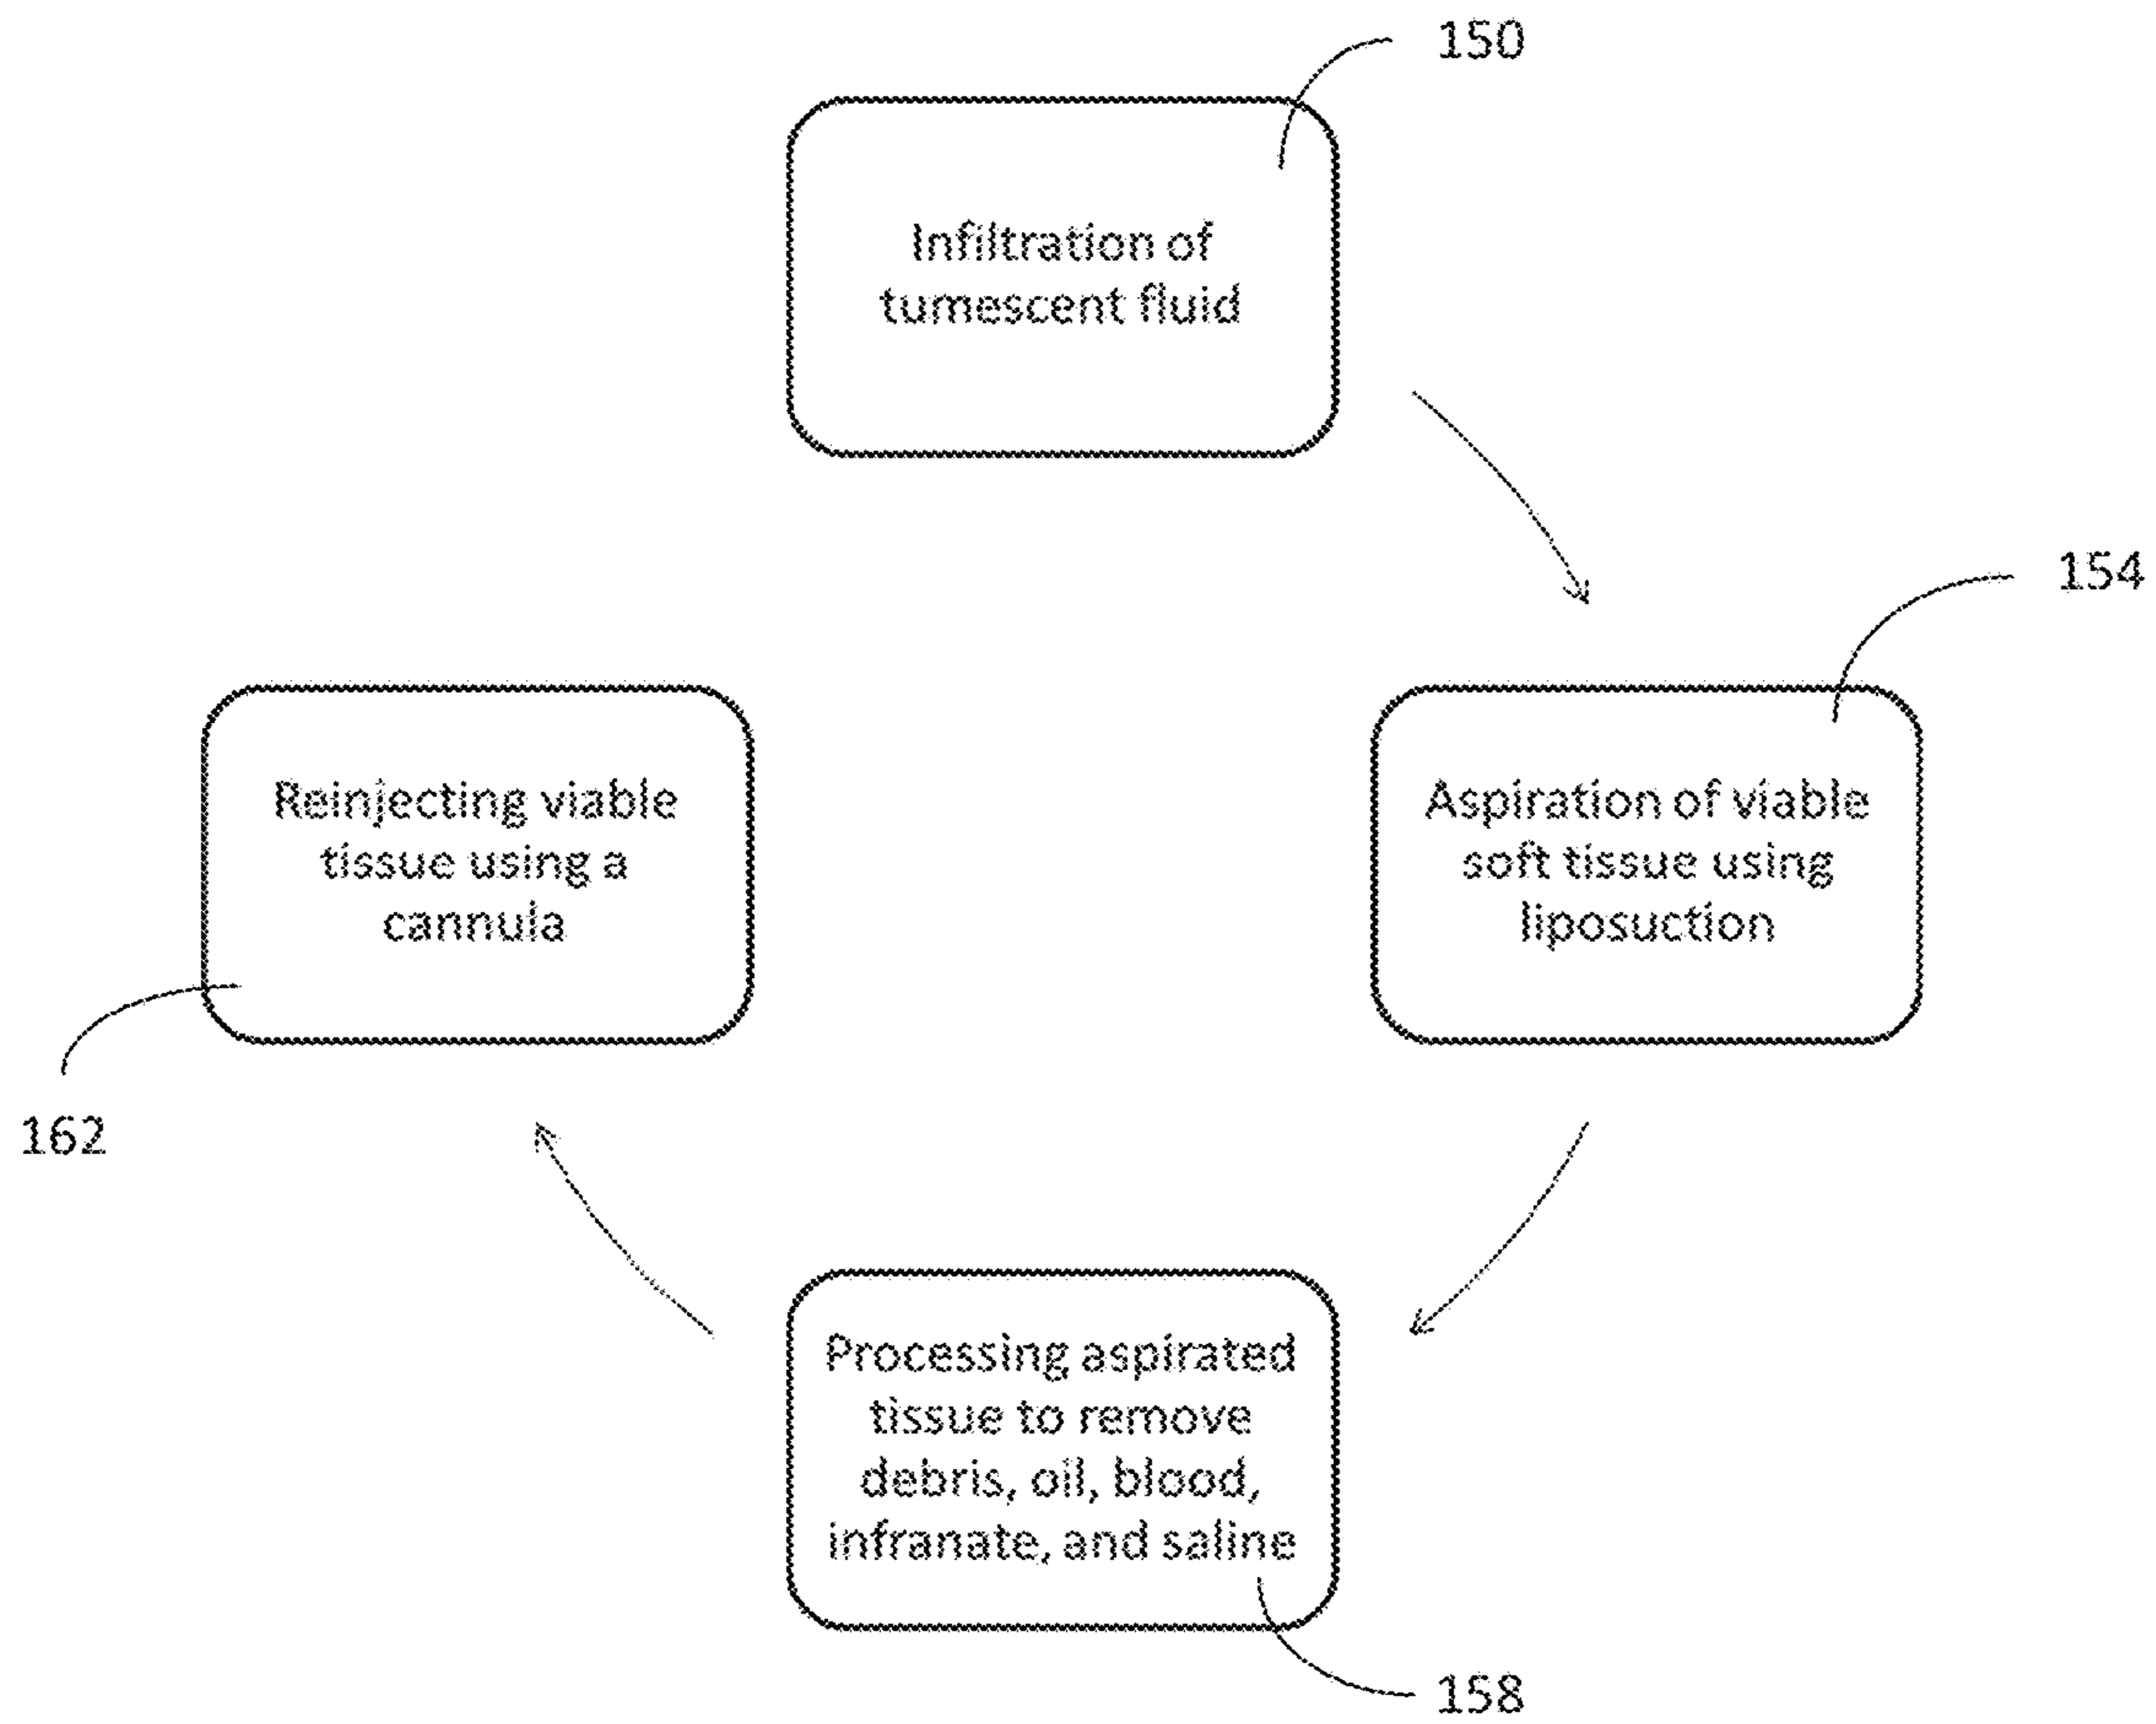 150
Infiltration of
tumescent fluid
154
Reinjecting viable
tissue using a
cannula
Aspiration of viable
soft tissue using
liposuction
162
Processing aspirated
tissue to remove
debris, oil, blood,
infranate, and saline
158